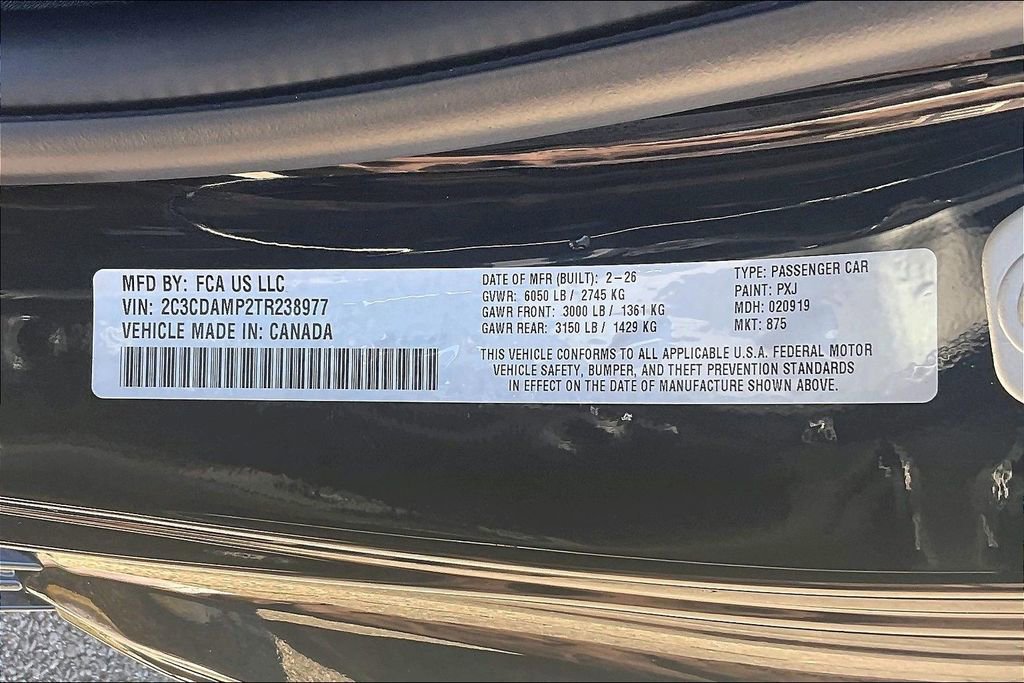 MFD BY: FCA US LLC
VIN: 2C3CDAMP2TR238977
VEHICLE MADE IN: CANADA
DATE OF MFR (BUILT): 2-26
GVWR: 6050 LB / 2745 KG
GAWR FRONT: 3000 LB / 1361 KG
GAWR REAR: 3150 LB / 1429 KG
TYPE: PASSENGER CAR
PAINT: PXJ
MDH: 020919
MKT: 875
THIS VEHICLE CONFORMS TO ALL APPLICABLE U.S.A. FEDERAL MOTOR
VEHICLE SAFETY, BUMPER, AND THEFT PREVENTION STANDARDS
IN EFFECT ON THE DATE OF MANUFACTURE SHOWN ABOVE.